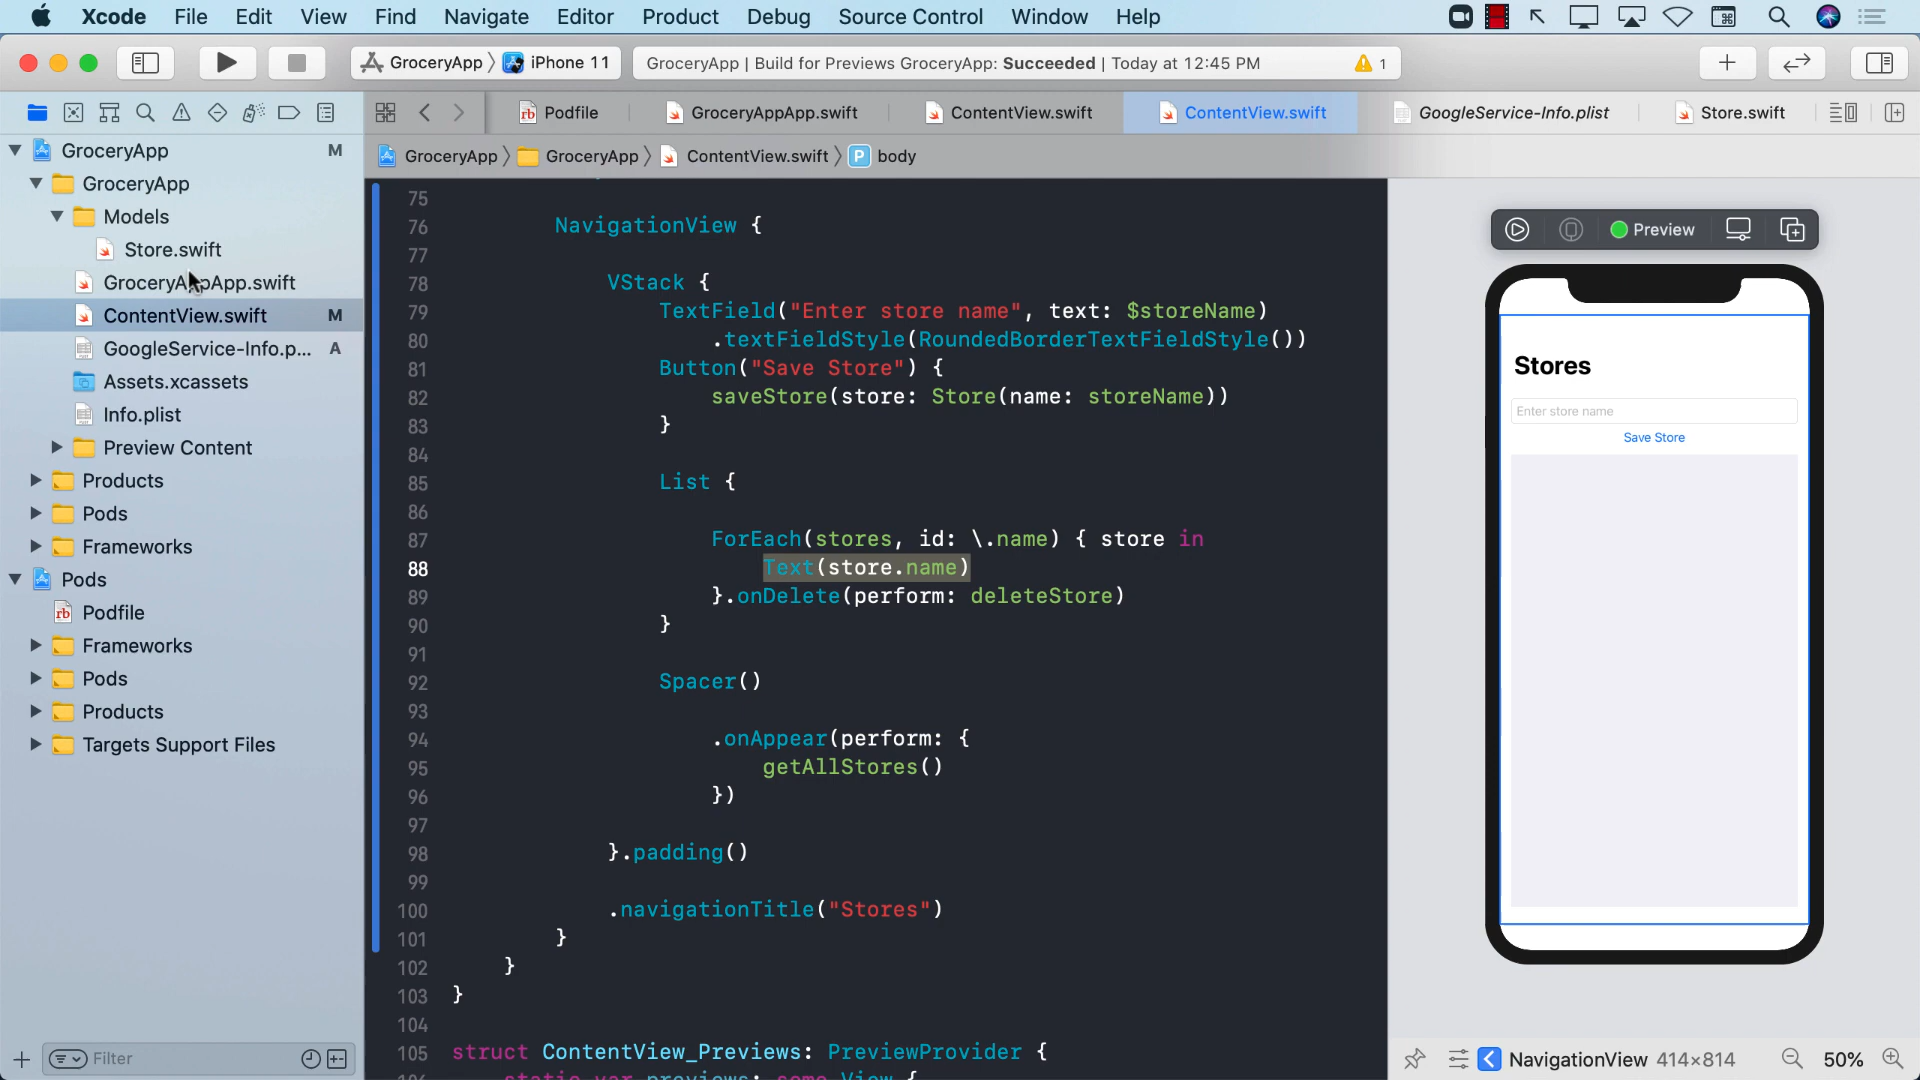 Xcode File Edit View Find Navigate Editor Product Debug Source Control Window Help
GroceryApp iPhone 11 GroceryApp | Build for Previews GroceryApp: Succeeded | Today at 12:45 PM 1
Podfile GroceryAppApp.swift ContentView.swift ContentView.swift GoogleService-Info.plist Store.swift
GroceryApp GroceryApp ContentView.swift P body
GroceryApp M
GroceryApp
Models
Store.swift
GroceryAppApp.swift
ContentView.swift M
GoogleService-Info.p... A
Assets.xcassets
Info.plist
Preview Content
Products
Pods
Frameworks
Pods
rb Podfile
Frameworks
Pods
Products
Targets Support Files
Filter
75
76 NavigationView {
77
78 VStack {
79 TextField("Enter store name", text: $storeName)
80 .textFieldStyle(RoundedBorderTextFieldStyle())
81 Button("Save Store") {
82 saveStore(store: Store(name: storeName))
83 }
84
85 List {
86
87 ForEach(stores, id: \.name) { store in
88 Text(store.name)
89 }.onDelete(perform: deleteStore)
90 }
91
92 Spacer()
93
94 .onAppear(perform: {
95 getAllStores()
96 })
97
98 }.padding()
99
100 .navigationTitle("Stores")
101 }
102 }
103 }
104
105 struct ContentView_Previews: PreviewProvider {
106 static var previews: some View {
Preview
Stores
Enter store name
Save Store
NavigationView 414×814 50%